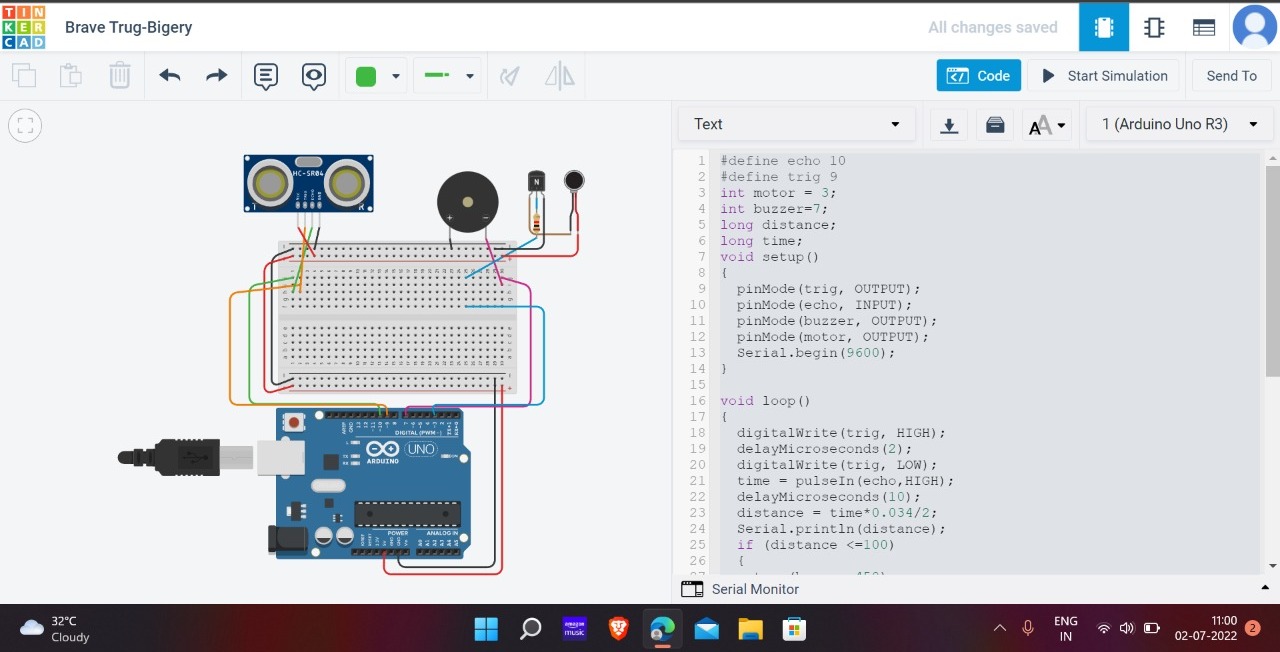 TIN
KER
CAD
Brave Trug-Bigery
All changes saved
Code
Start Simulation
Send To
Text
AA
1 (Arduino Uno R3)
HC-SR04
T
R
N
+
DIGITAL (PWM~)
UNO
ARDUINO
TX
RX
L
ON
POWER
ANALOG IN
1 #define echo 10
2 #define trig 9
3 int motor = 3;
4 int buzzer=7;
5 long distance;
6 long time;
7 void setup()
8 {
9 pinMode(trig, OUTPUT);
10 pinMode(echo, INPUT);
11 pinMode(buzzer, OUTPUT);
12 pinMode(motor, OUTPUT);
13 Serial.begin(9600);
14 }
15
16 void loop()
17 {
18 digitalWrite(trig, HIGH);
19 delayMicroseconds(2);
20 digitalWrite(trig, LOW);
21 time = pulseIn(echo,HIGH);
22 delayMicroseconds(10);
23 distance = time*0.034/2;
24 Serial.println(distance);
25 if (distance <=100)
26 {
Serial Monitor
32°C
Cloudy
amazon
music
ENG
IN
11:00
02-07-2022
2